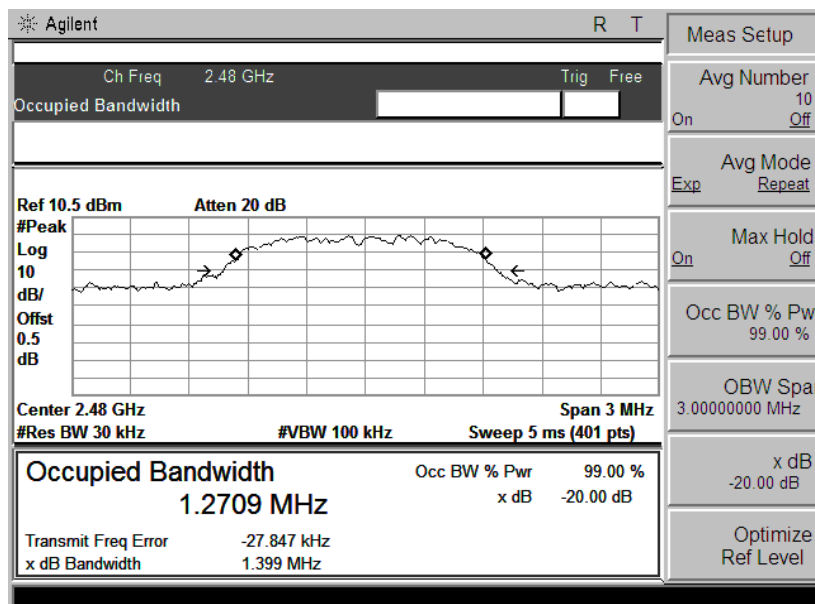 Agilent R T
Meas Setup
Ch Freq 2.48 GHz Trig Free
Occupied Bandwidth
Avg Number
10
On Off
Avg Mode
Exp Repeat
Max Hold
On Off
Occ BW % Pw
99.00 %
OBW Spa
3.00000000 MHz
x dB
-20.00 dB
Optimize
Ref Level
Ref 10.5 dBm Atten 20 dB
#Peak
Log
10
dB/
Offst
0.5
dB
Center 2.48 GHz Span 3 MHz
#Res BW 30 kHz #VBW 100 kHz Sweep 5 ms (401 pts)
Occupied Bandwidth Occ BW % Pwr 99.00 %
1.2709 MHz x dB -20.00 dB
Transmit Freq Error -27.847 kHz
x dB Bandwidth 1.399 MHz